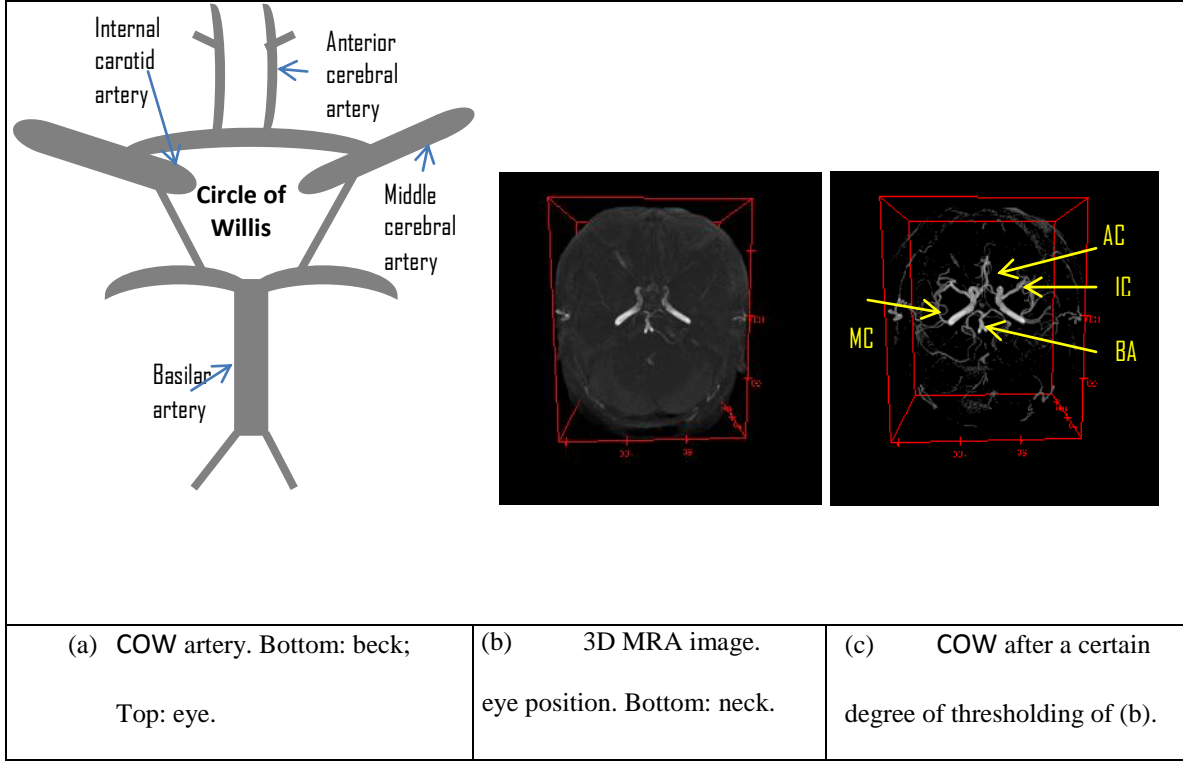 Internal
carotid
artery
Anterior
cerebral
artery
Circle of
Willis
Middle
cerebral
artery
Basilar
artery
AC
IC
MC
BA
(a) COW artery. Bottom: beck;
Top: eye.
(b) 3D MRA image.
eye position. Bottom: neck.
(c) COW after a certain
degree of thresholding of (b).